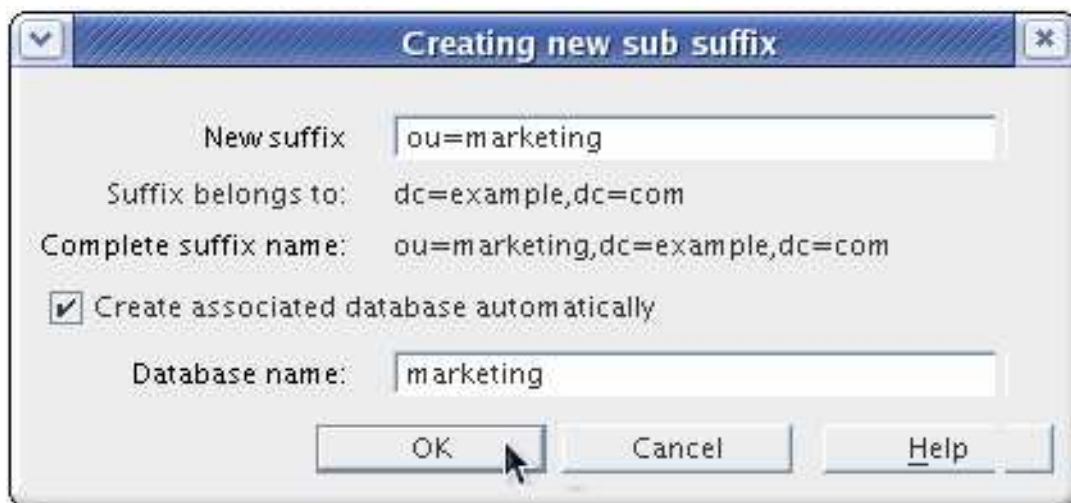 Creating new sub suffix
New suffix ou=marketing
Suffix belongs to: dc=example,dc=com
Complete suffix name: ou=marketing,dc=example,dc=com
Create associated database automatically
Database name: marketing
OK Cancel Help